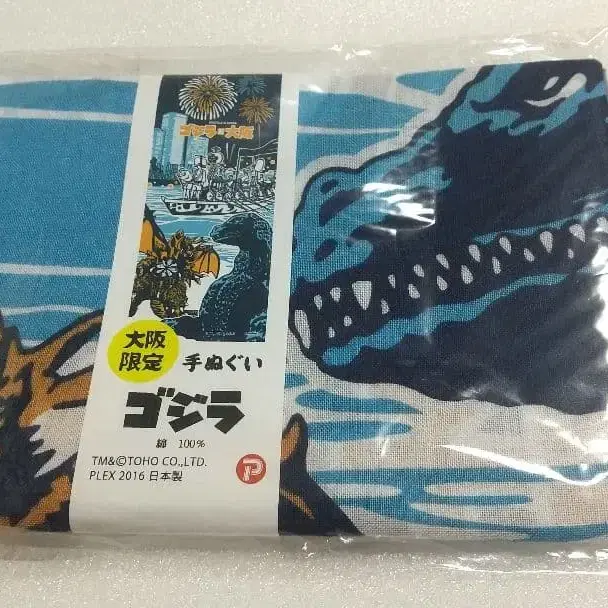 ゴジラ
大阪
大阪
限定
手ぬぐい
ゴジラ
綿 100%
TM&©TOHO CO.,LTD.
PLEX 2016 日本製
P